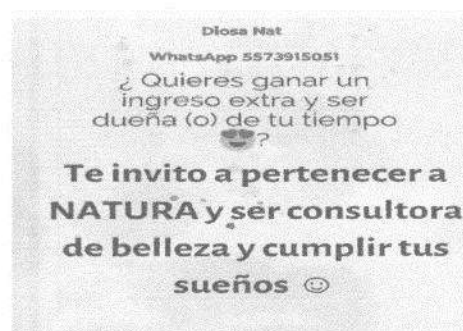 Diosa Nat
WhatsApp 5573915051
¿ Quieres ganar un
ingreso extra y ser
dueña (o) de tu tiempo
😍?
Te invito a pertenecer a
NATURA y ser consultora
de belleza y cumplir tus
sueños ☺